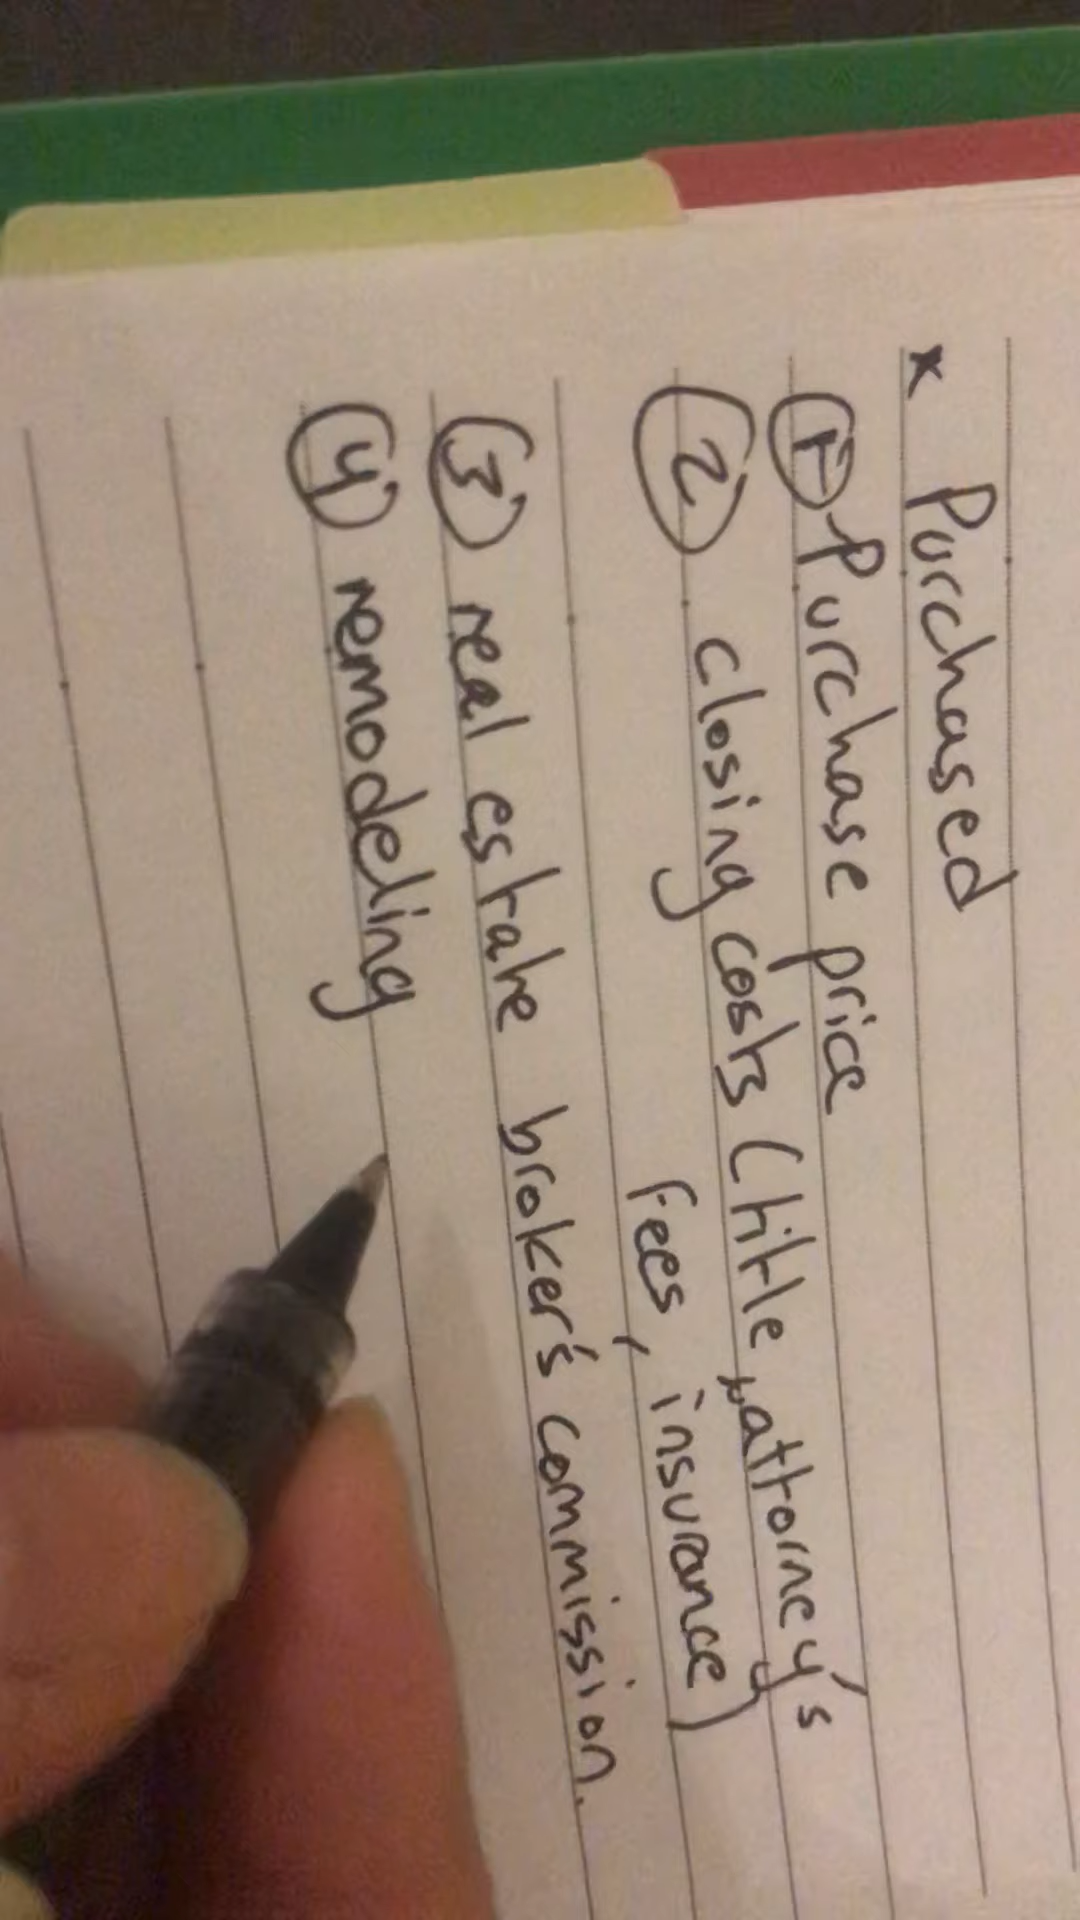 x Purchased
① Purchase price
② closing costs (title, attorney's
fees, insurance)
③ real estate broker's commission.
④ remodeling